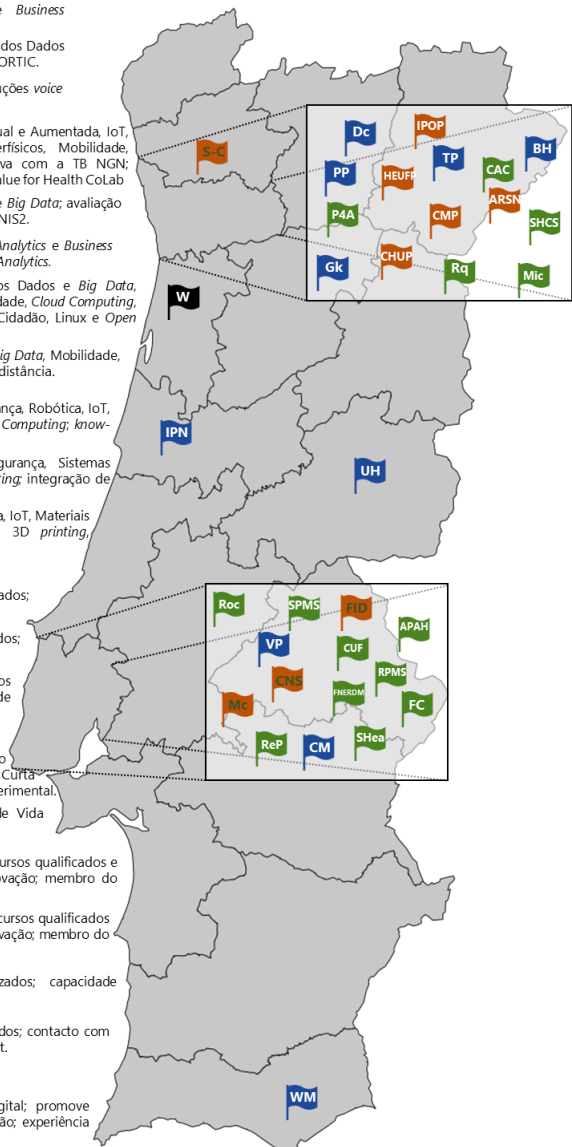 e Business
dos Dados
ORTIC.
ções voice
ual e Aumentada, IoT,
erfísicos, Mobilidade,
va com a TB NGN;
alue for Health CoLab
e Big Data; avaliação
NIS2.
Analytics e Business
Analytics.
os Dados e Big Data,
dade, Cloud Computing,
Cidadão, Linux e Open
ig Data, Mobilidade,
distância.
nça, Robótica, IoT,
Computing; know-
gurança, Sistemas
ting; integração de
a, IoT, Materiais
3D printing,
ados;
dos;
os
de
o
Curta
erimental.
de Vida
ursos qualificados e
ovação; membro do
cursos qualificados
vação; membro do
zados; capacidade
dos; contacto com
t.
gital; promove
ão; experiência
S-C
Dc
IPOP
PP
HEUFP
TP
CAC
BH
P4A
CMP
ARSN
SHCS
Gk
CHUP
Rq
Mic
W
IPN
UH
Roc
SPMS
FID
APAH
VP
CUF
CNS
RPMS
FNERDM
Mc
FC
ReP
CM
SHea
WM